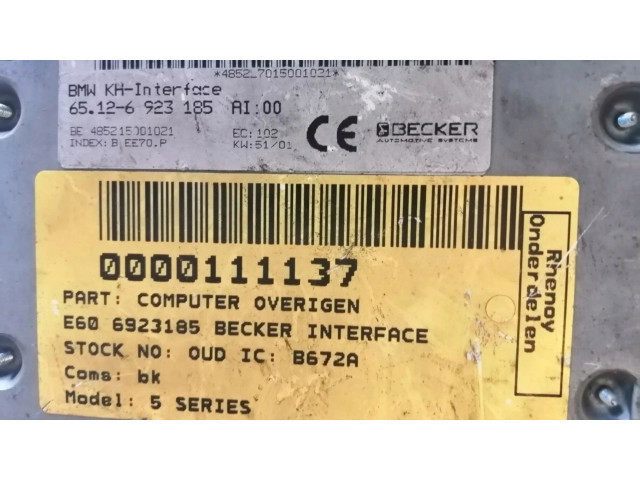 *4852_7015001021*
BMW KH-Interface
65.12-6 923 185 AI:00
BE 485215001021
INDEX: B EE70.P
EC: 102
KW: 51/01
CE
BECKER
AUTOMOTIVE SYSTEMS
0000111137
PART: COMPUTER OVERIGEN
E60 6923185 BECKER INTERFACE
STOCK NO: OUD IC: B672A
Coms: bk
Model: 5 SERIES
Rhenoy
Onderdelen